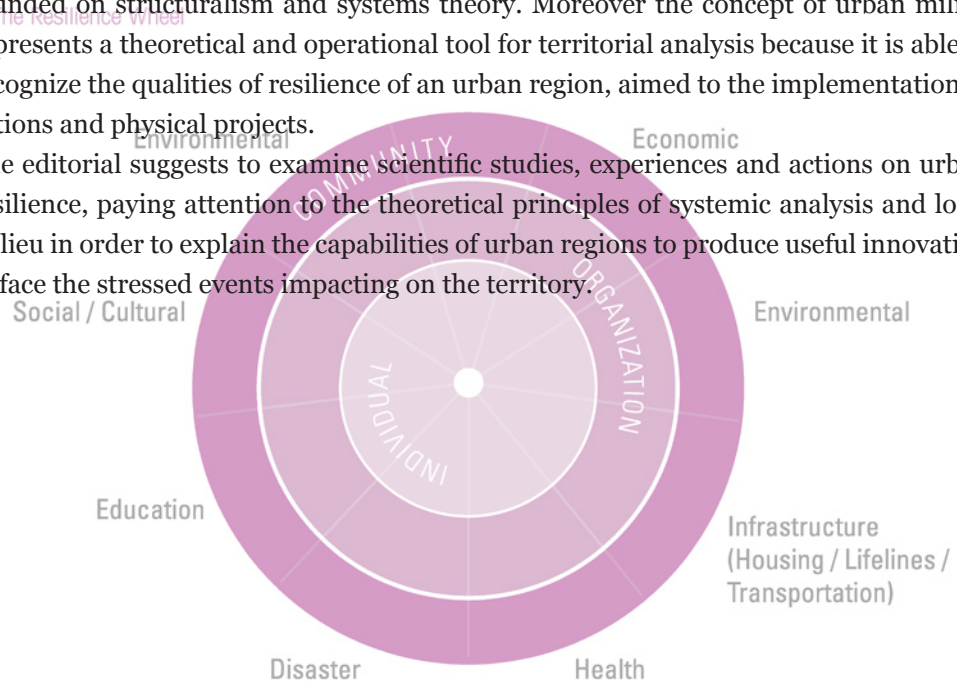 unded on structuralism and systems theory. Moreover the concept of urban mili
The Resilience Wheel
presents a theoretical and operational tool for territorial analysis because it is able
cognize the qualities of resilience of an urban region, aimed to the implementation
tions and physical projects.
Environmental
Economic
e editorial suggests to examine scientific studies, experiences and actions on urb
silience, paying attention to the theoretical principles of systemic analysis and lo
lieu in order to explain the capabilities of urban regions to produce useful innovati
face the stressed events impacting on the territory.
COMMUNITY
ORGANIZATION
INDIVIDUAL
Social / Cultural
Environmental
Education
Infrastructure
(Housing / Lifelines /
Transportation)
Disaster
Health